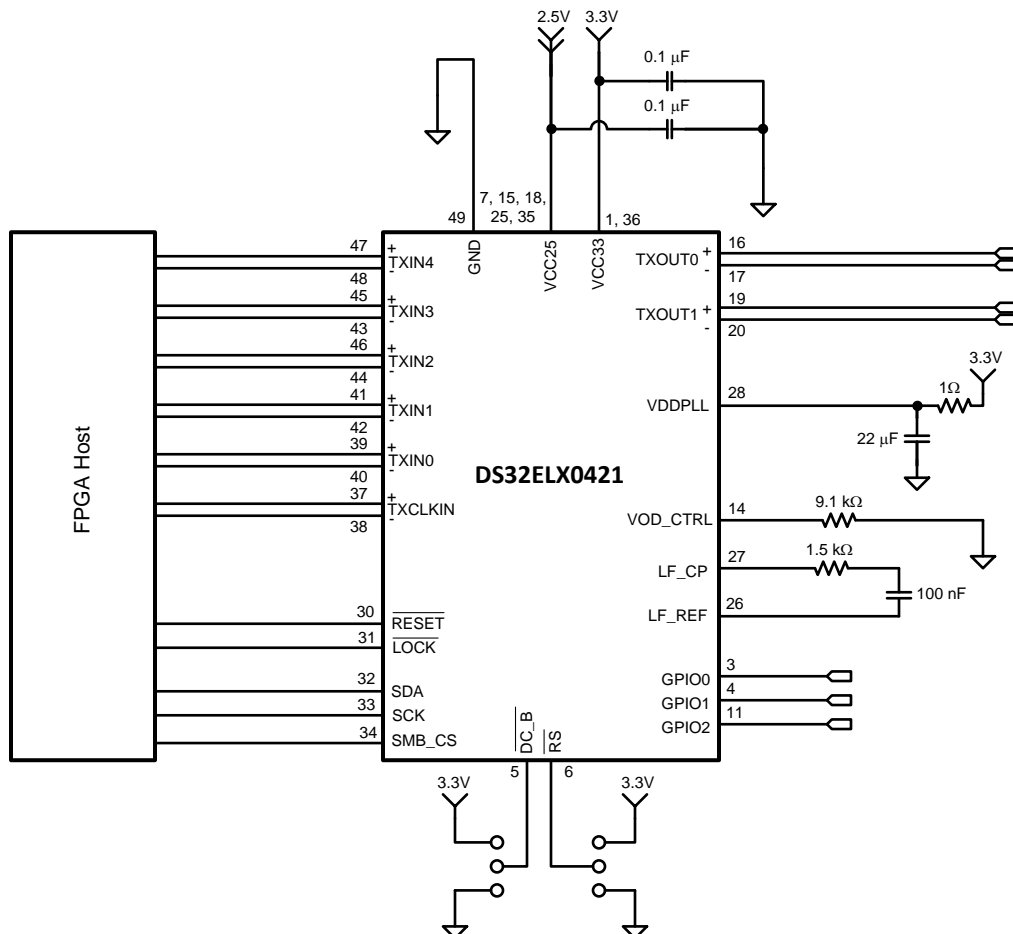 2.5V
3.3V
0.1 μF
0.1 μF
7, 15, 18,
25, 35
49
1, 36
GND
VCC25
VCC33
FPGA Host
47
+
TXIN4
-
48
45
+
TXIN3
-
43
46
+
TXIN2
-
44
41
+
TXIN1
-
42
39
+
TXIN0
-
40
37
+
TXCLKIN
-
38
16
TXOUT0 +
-
17
19
TXOUT1 +
-
20
3.3V
1Ω
28
VDDPLL
22 μF
DS32ELX0421
14
VOD_CTRL
9.1 kΩ
27
LF_CP
1.5 kΩ
100 nF
26
LF_REF
30
RESET
31
LOCK
32
SDA
33
SCK
34
SMB_CS
3
GPIO0
4
GPIO1
11
GPIO2
DC_B
RS
5
6
3.3V
3.3V